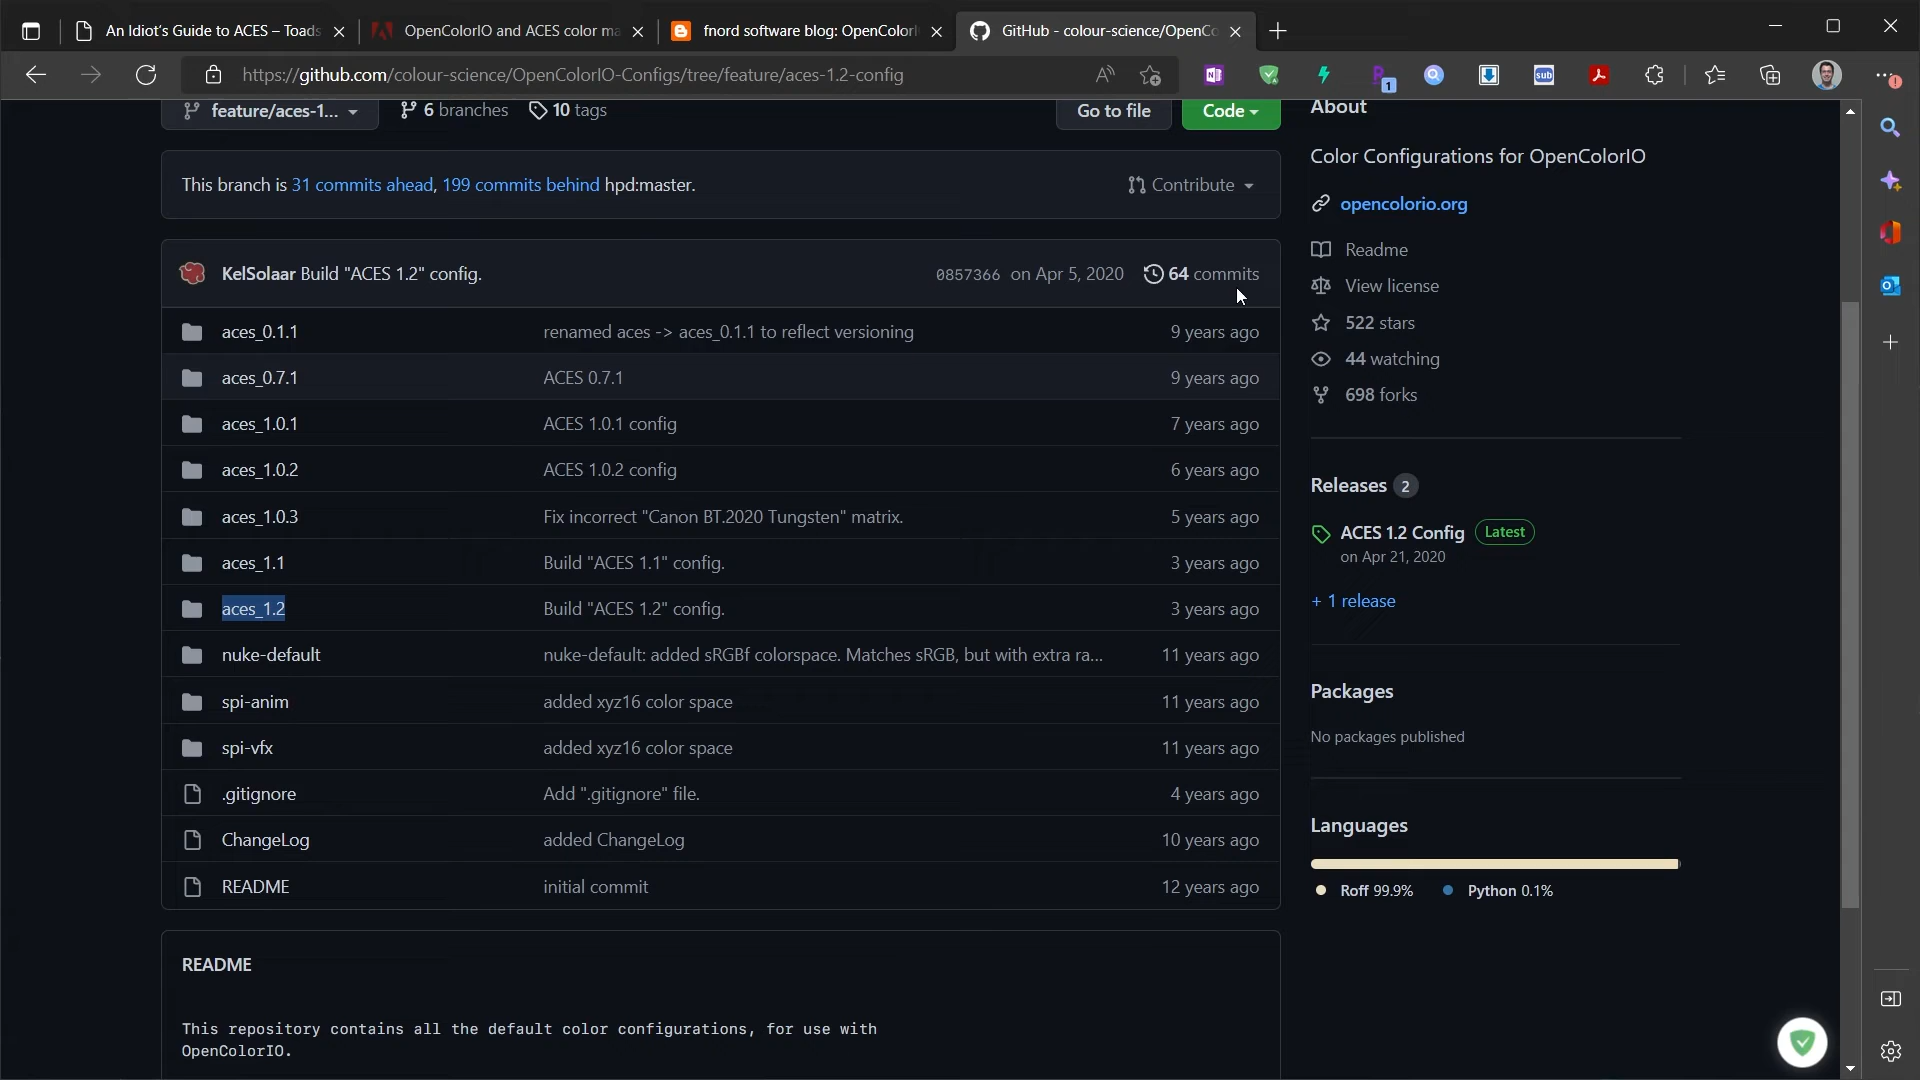 An Idiot's Guide to ACES – Toads
OpenColorIO and ACES color ma
fnord software blog: OpenColorI
GitHub - colour-science/OpenCo
https://github.com/colour-science/OpenColorIO-Configs/tree/feature/aces-1.2-config
feature/aces-1...
6 branches
10 tags
Go to file
Code
This branch is 31 commits ahead, 199 commits behind hpd:master.
Contribute
KelSolaar Build "ACES 1.2" config.
0857366 on Apr 5, 2020
64 commits
aces_0.1.1 renamed aces -> aces_0.1.1 to reflect versioning 9 years ago
aces_0.7.1 ACES 0.7.1 9 years ago
aces_1.0.1 ACES 1.0.1 config 7 years ago
aces_1.0.2 ACES 1.0.2 config 6 years ago
aces_1.0.3 Fix incorrect "Canon BT.2020 Tungsten" matrix. 5 years ago
aces_1.1 Build "ACES 1.1" config. 3 years ago
aces_1.2 Build "ACES 1.2" config. 3 years ago
nuke-default nuke-default: added sRGBf colorspace. Matches sRGB, but with extra ra... 11 years ago
spi-anim added xyz16 color space 11 years ago
spi-vfx added xyz16 color space 11 years ago
.gitignore Add ".gitignore" file. 4 years ago
ChangeLog added ChangeLog 10 years ago
README initial commit 12 years ago
README
This repository contains all the default color configurations, for use with
OpenColorIO.
About
Color Configurations for OpenColorIO
opencolorio.org
Readme
View license
522 stars
44 watching
698 forks
Releases 2
ACES 1.2 Config Latest
on Apr 21, 2020
+ 1 release
Packages
No packages published
Languages
Roff 99.9% Python 0.1%